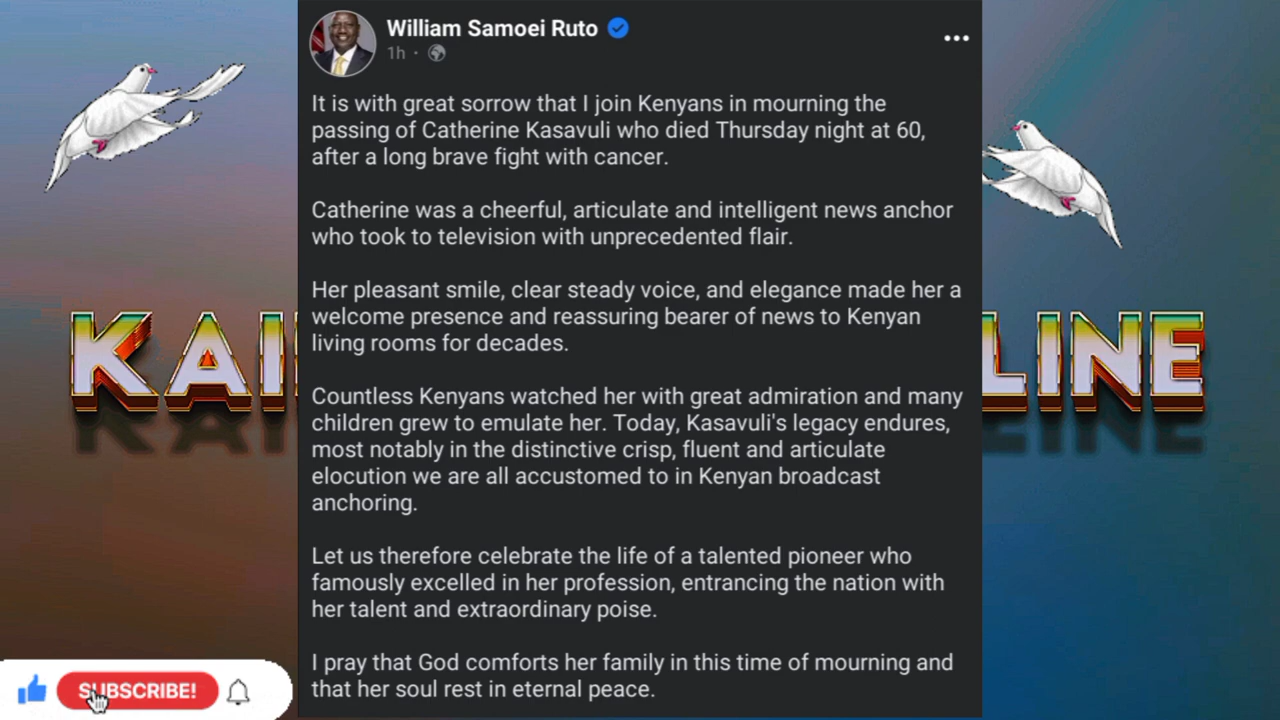 William Samoei Ruto
1h ·
It is with great sorrow that I join Kenyans in mourning the
passing of Catherine Kasavuli who died Thursday night at 60,
after a long brave fight with cancer.
Catherine was a cheerful, articulate and intelligent news anchor
who took to television with unprecedented flair.
Her pleasant smile, clear steady voice, and elegance made her a
welcome presence and reassuring bearer of news to Kenyan
living rooms for decades.
Countless Kenyans watched her with great admiration and many
children grew to emulate her. Today, Kasavuli's legacy endures,
most notably in the distinctive crisp, fluent and articulate
elocution we are all accustomed to in Kenyan broadcast
anchoring.
Let us therefore celebrate the life of a talented pioneer who
famously excelled in her profession, entrancing the nation with
her talent and extraordinary poise.
I pray that God comforts her family in this time of mourning and
that her soul rest in eternal peace.
SUBSCRIBE!